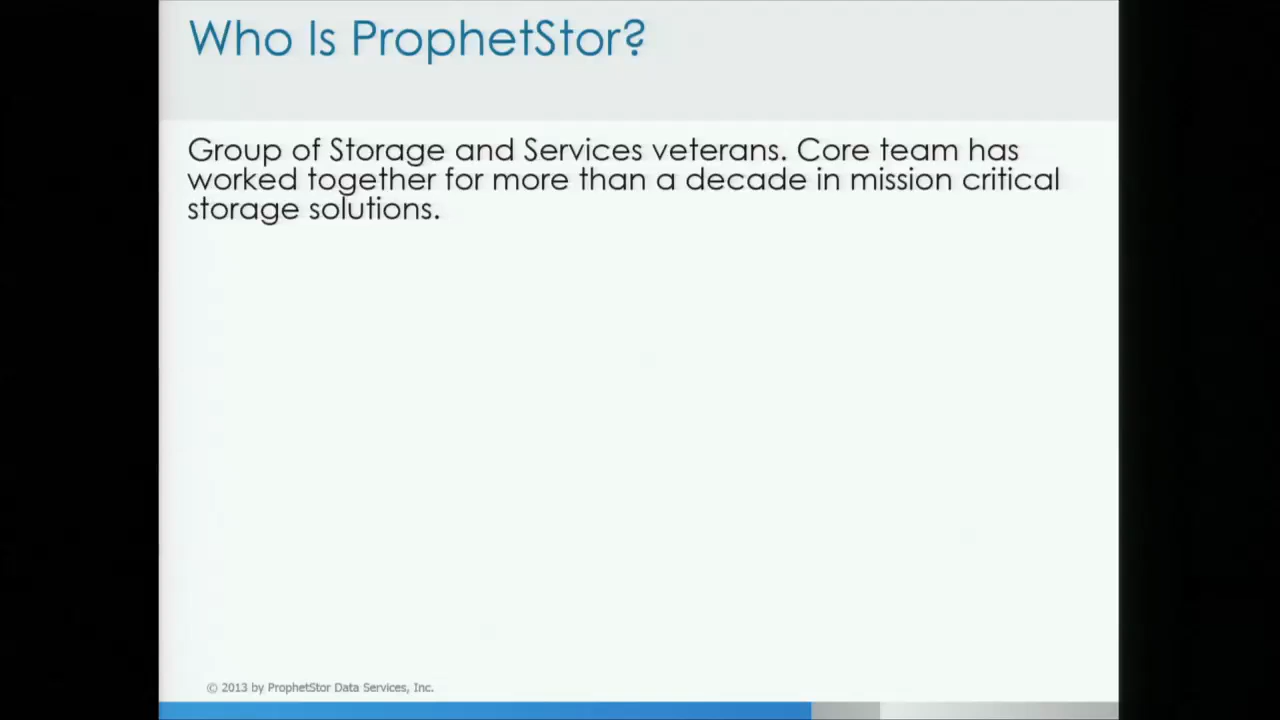 Who Is ProphetStor?
Group of Storage and Services veterans. Core team has
worked together for more than a decade in mission critical
storage solutions.
© 2013 by ProphetStor Data Services, Inc.